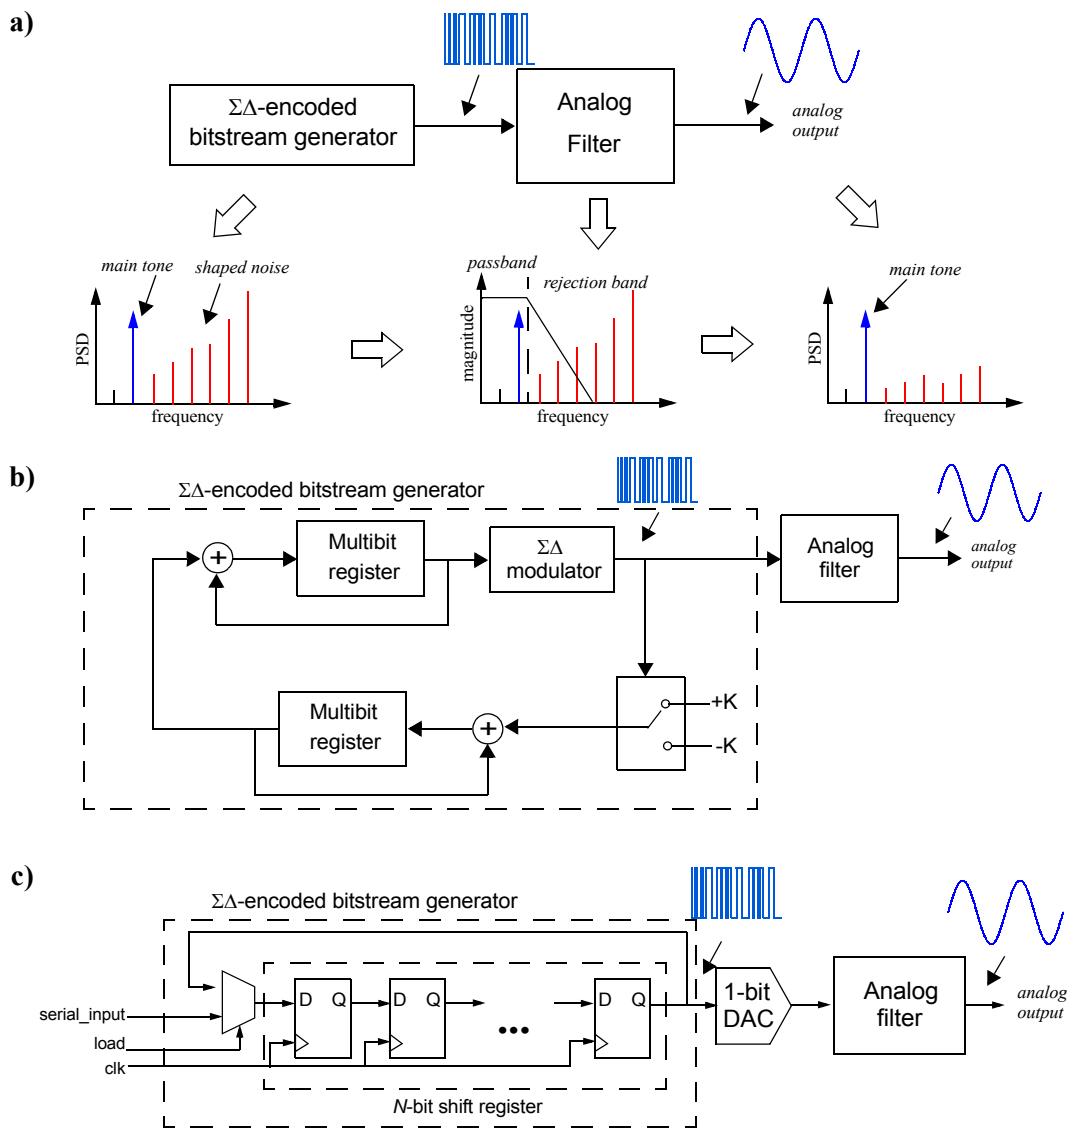 a)
ΣΔ-encoded
bitstream generator
Analog
Filter
analog
output
main tone
shaped noise
PSD
frequency
passband
rejection band
magnitude
frequency
main tone
PSD
frequency
b)
ΣΔ-encoded bitstream generator
Multibit
register
ΣΔ
modulator
Analog
filter
analog
output
+
Multibit
register
+
+K
-K
c)
ΣΔ-encoded bitstream generator
serial_input
load
clk
D Q
D Q
•••
D Q
1-bit
DAC
Analog
filter
analog
output
N-bit shift register